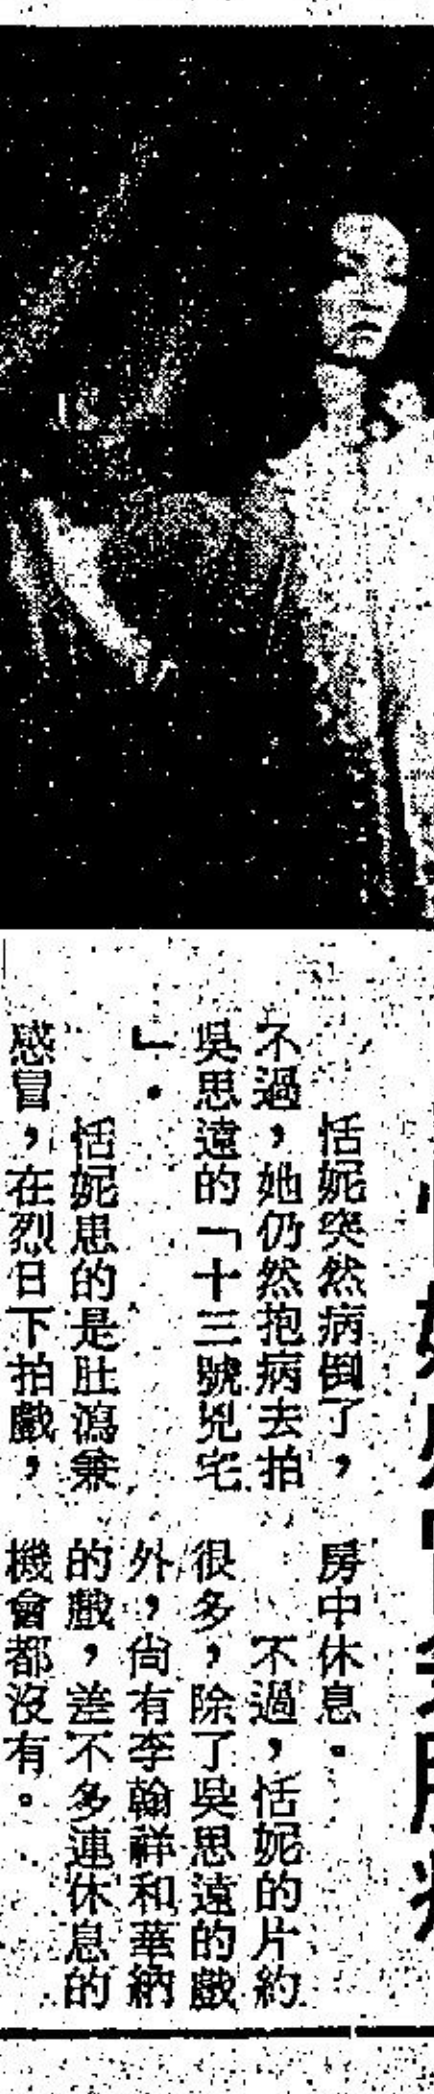 恬妮突然病倒了，
不過，她仍然抱病去拍
吳思遠的「十三號兇宅
」．
恬妮患的是肚瀉兼
感冒，在烈日下拍戲，
房中休息。
不過，恬妮的片約
很多，除了吳思遠的戲
外，尚有李翰祥和華納
的戲，差不多連休息的
機會都沒有。